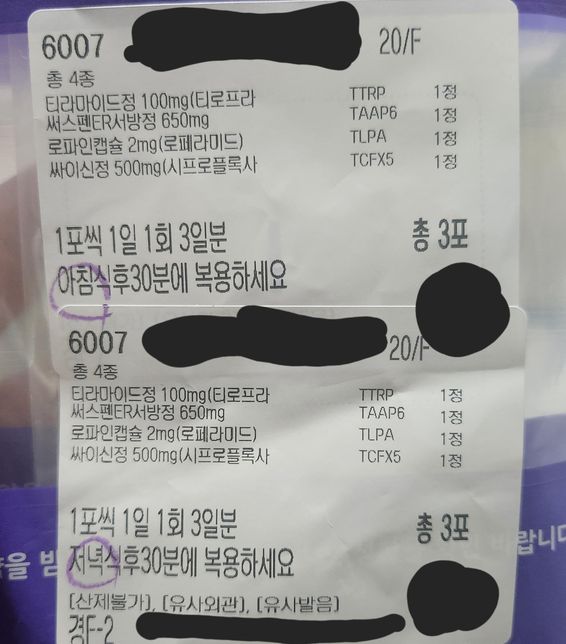 6007 20/F
총 4종
티라마이드정 100mg(티로프라 TTRP 1정
써스펜ER서방정 650mg TAAP6 1정
로파인캡슐 2mg(로페라미드) TLPA 1정
싸이신정 500mg(시프로플록사 TCFX5 1정
1포씩 1일 1회 3일분 총 3포
아침식후30분에 복용하세요
6007 20/F
총 4종
티라마이드정 100mg(티로프라 TTRP 1정
써스펜ER서방정 650mg TAAP6 1정
로파인캡슐 2mg(로페라미드) TLPA 1정
싸이신정 500mg(시프로플록사 TCFX5 1정
1포씩 1일 1회 3일분 총 3포
바랍니다
을 받
저녁식후30분에 복용하세요
[산제불가], [유사외관], [유사발음]
경F-2